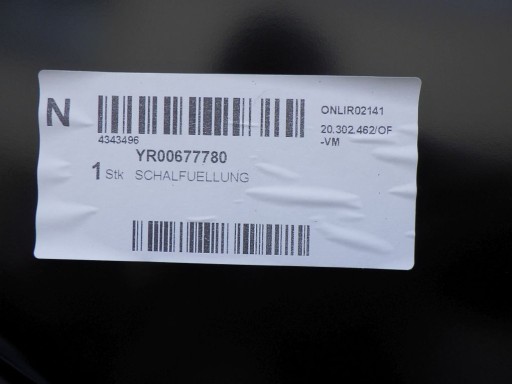 N
4343496
ONLIR02141
20.302.462/OF
-VM
YR00677780
1 Stk SCHALFUELLUNG